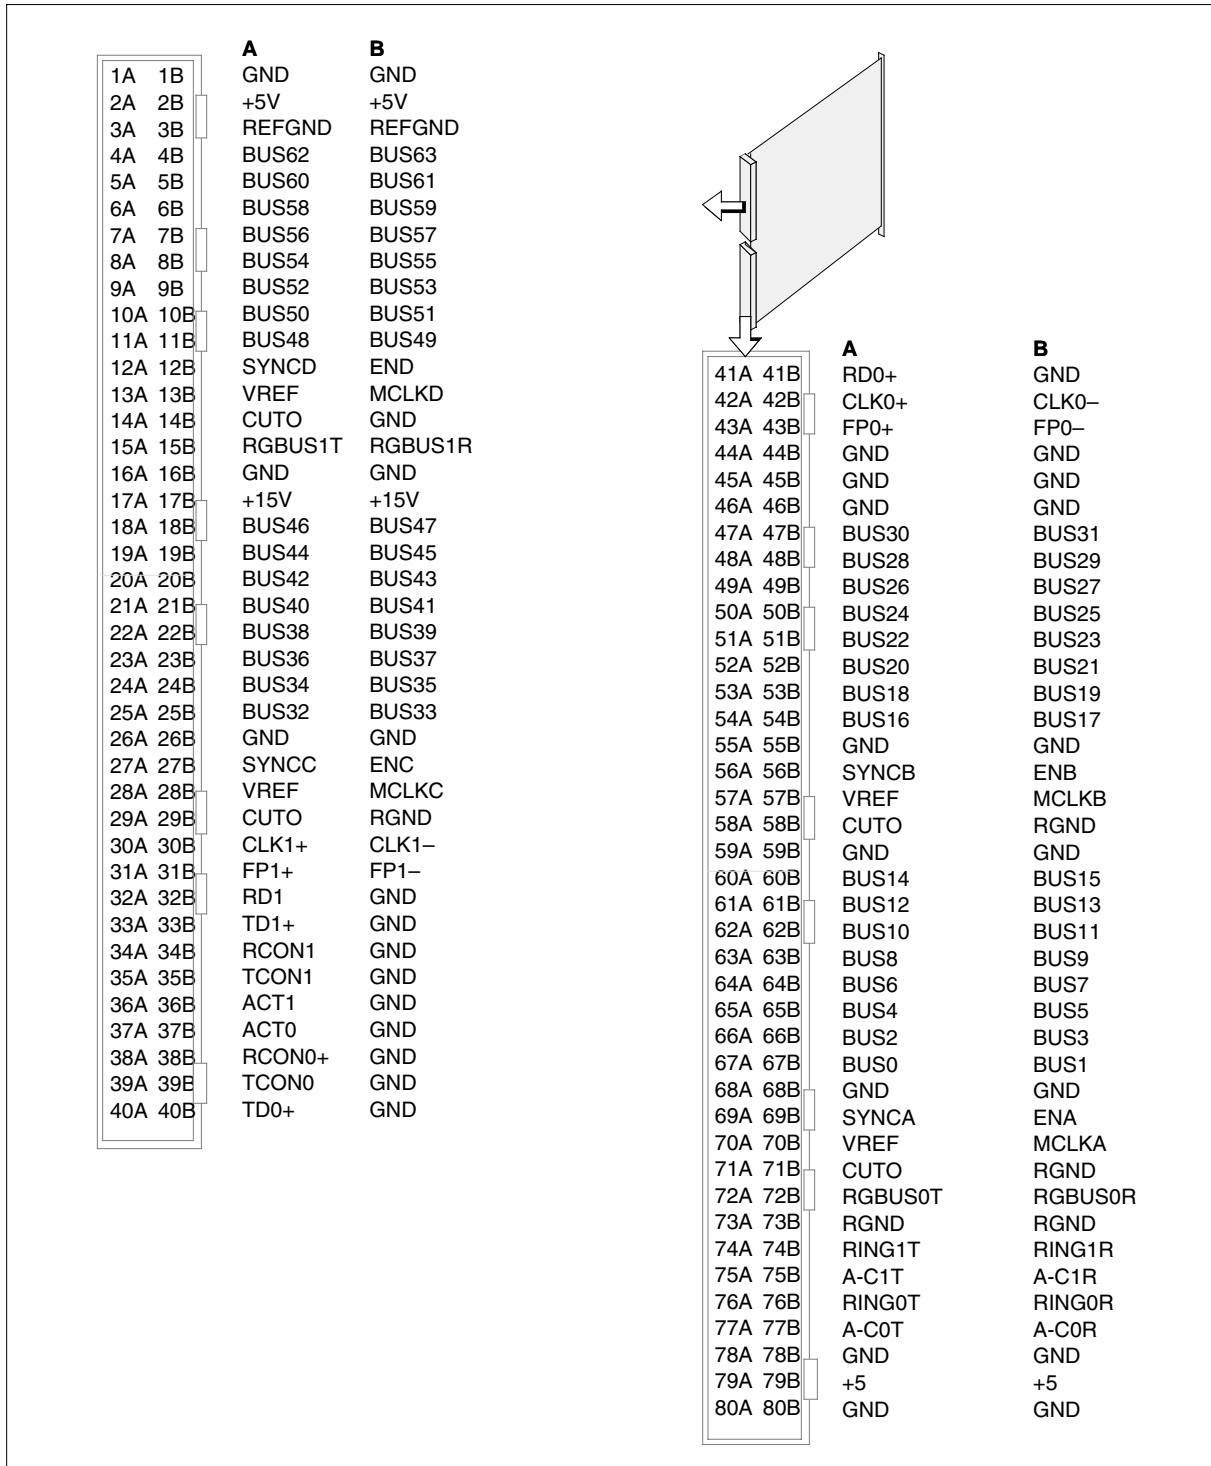 A B
1A 1B GND GND
2A 2B +5V +5V
3A 3B REFGND REFGND
4A 4B BUS62 BUS63
5A 5B BUS60 BUS61
6A 6B BUS58 BUS59
7A 7B BUS56 BUS57
8A 8B BUS54 BUS55
9A 9B BUS52 BUS53
10A 10B BUS50 BUS51
11A 11B BUS48 BUS49
12A 12B SYNCD END
13A 13B VREF MCLKD
14A 14B CUTO GND
15A 15B RGBUS1T RGBUS1R
16A 16B GND GND
17A 17B +15V +15V
18A 18B BUS46 BUS47
19A 19B BUS44 BUS45
20A 20B BUS42 BUS43
21A 21B BUS40 BUS41
22A 22B BUS38 BUS39
23A 23B BUS36 BUS37
24A 24B BUS34 BUS35
25A 25B BUS32 BUS33
26A 26B GND GND
27A 27B SYNCC ENC
28A 28B VREF MCLKC
29A 29B CUTO RGND
30A 30B CLK1+ CLK1–
31A 31B FP1+ FP1–
32A 32B RD1 GND
33A 33B TD1+ GND
34A 34B RCON1 GND
35A 35B TCON1 GND
36A 36B ACT1 GND
37A 37B ACT0 GND
38A 38B RCON0+ GND
39A 39B TCON0 GND
40A 40B TD0+ GND
A B
41A 41B RD0+ GND
42A 42B CLK0+ CLK0–
43A 43B FP0+ FP0–
44A 44B GND GND
45A 45B GND GND
46A 46B GND GND
47A 47B BUS30 BUS31
48A 48B BUS28 BUS29
49A 49B BUS26 BUS27
50A 50B BUS24 BUS25
51A 51B BUS22 BUS23
52A 52B BUS20 BUS21
53A 53B BUS18 BUS19
54A 54B BUS16 BUS17
55A 55B GND GND
56A 56B SYNCB ENB
57A 57B VREF MCLKB
58A 58B CUTO RGND
59A 59B GND GND
60A 60B BUS14 BUS15
61A 61B BUS12 BUS13
62A 62B BUS10 BUS11
63A 63B BUS8 BUS9
64A 64B BUS6 BUS7
65A 65B BUS4 BUS5
66A 66B BUS2 BUS3
67A 67B BUS0 BUS1
68A 68B GND GND
69A 69B SYNCA ENA
70A 70B VREF MCLKA
71A 71B CUTO RGND
72A 72B RGBUS0T RGBUS0R
73A 73B RGND RGND
74A 74B RING1T RING1R
75A 75B A-C1T A-C1R
76A 76B RING0T RING0R
77A 77B A-C0T A-C0R
78A 78B GND GND
79A 79B +5 +5
80A 80B GND GND